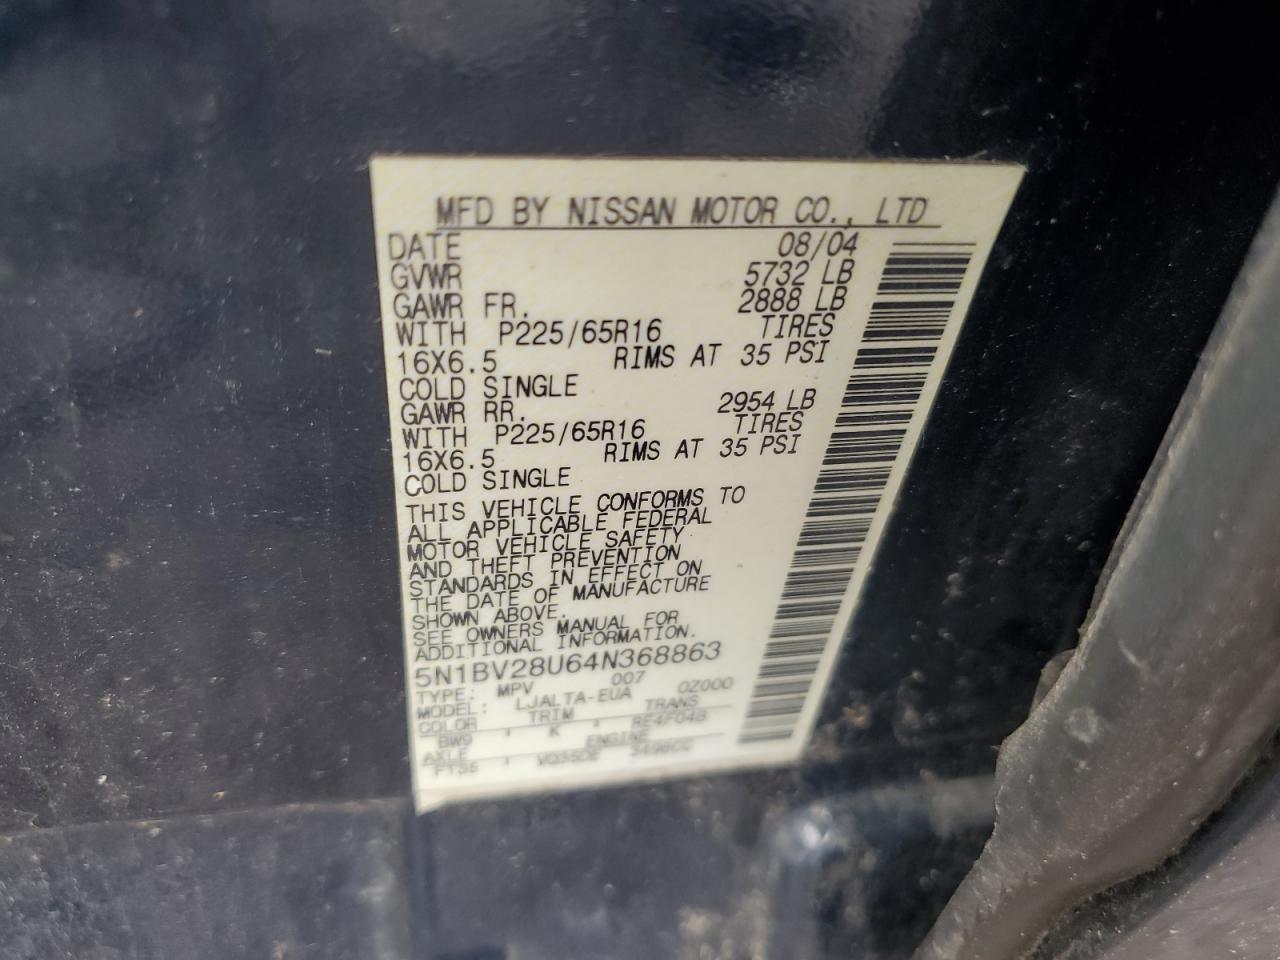 MFD BY NISSAN MOTOR CO., LTD
DATE 08/04
GVWR 5732 LB
GAWR FR. 2888 LB
WITH P225/65R16 TIRES
16X6.5 RIMS AT 35 PSI
COLD SINGLE
GAWR RR. 2954 LB
WITH P225/65R16 TIRES
16X6.5 RIMS AT 35 PSI
COLD SINGLE
THIS VEHICLE CONFORMS TO
ALL APPLICABLE FEDERAL
MOTOR VEHICLE SAFETY
AND THEFT PREVENTION
STANDARDS IN EFFECT ON
THE DATE OF MANUFACTURE
SHOWN ABOVE.
SEE OWNERS MANUAL FOR
ADDITIONAL INFORMATION.
5N1BV28U64N368863
TYPE: MPV 007
MODEL: LJALTA-EUA 0Z000
COLOR TRIM TRANS
BW9 , K , RE4F04B
AXLE ENGINE
FT56 , VQ35DE 3498CC